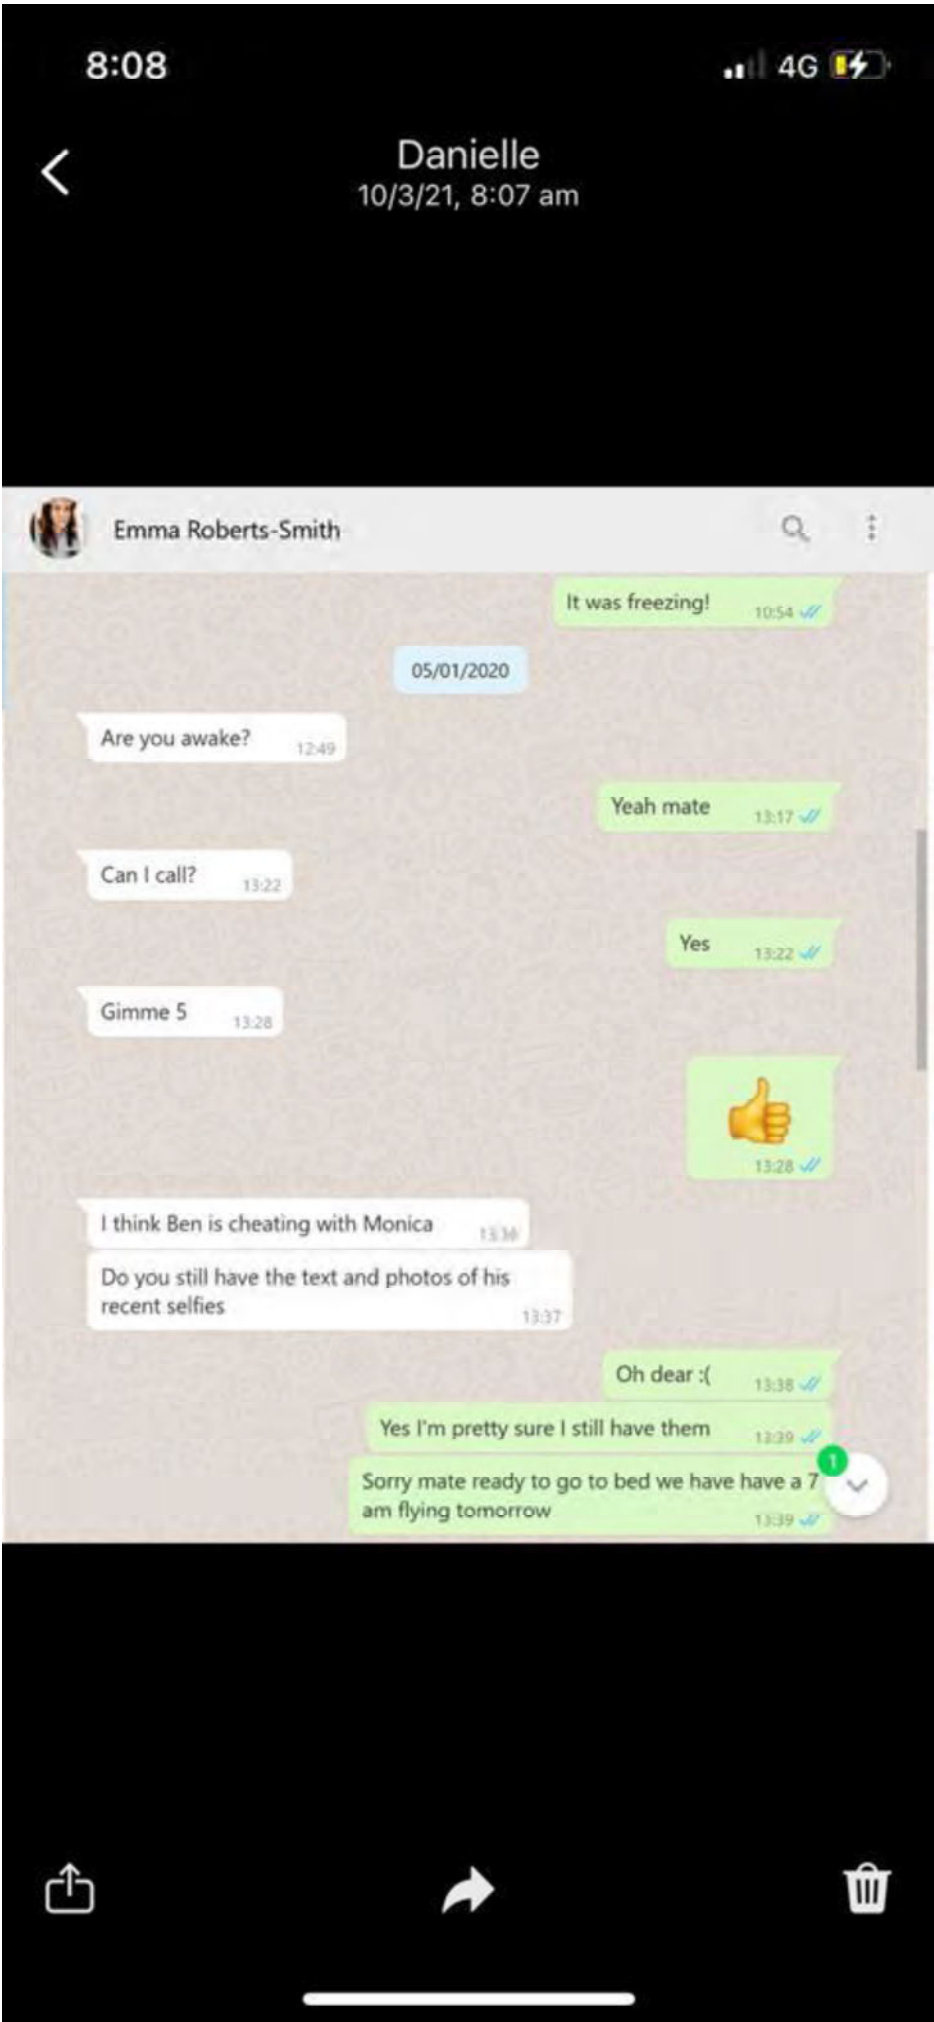 8:08
4G
Danielle
10/3/21, 8:07 am
Emma Roberts-Smith
It was freezing!
10:54
05/01/2020
Are you awake?
12:49
Yeah mate
13:17
Can I call?
13:22
Yes
13:22
Gimme 5
13:28
13:28
I think Ben is cheating with Monica
13:36
Do you still have the text and photos of his
recent selfies
13:37
Oh dear :(
13:38
Yes I'm pretty sure I still have them
13:39
1
Sorry mate ready to go to bed we have have a 7
am flying tomorrow
13:39